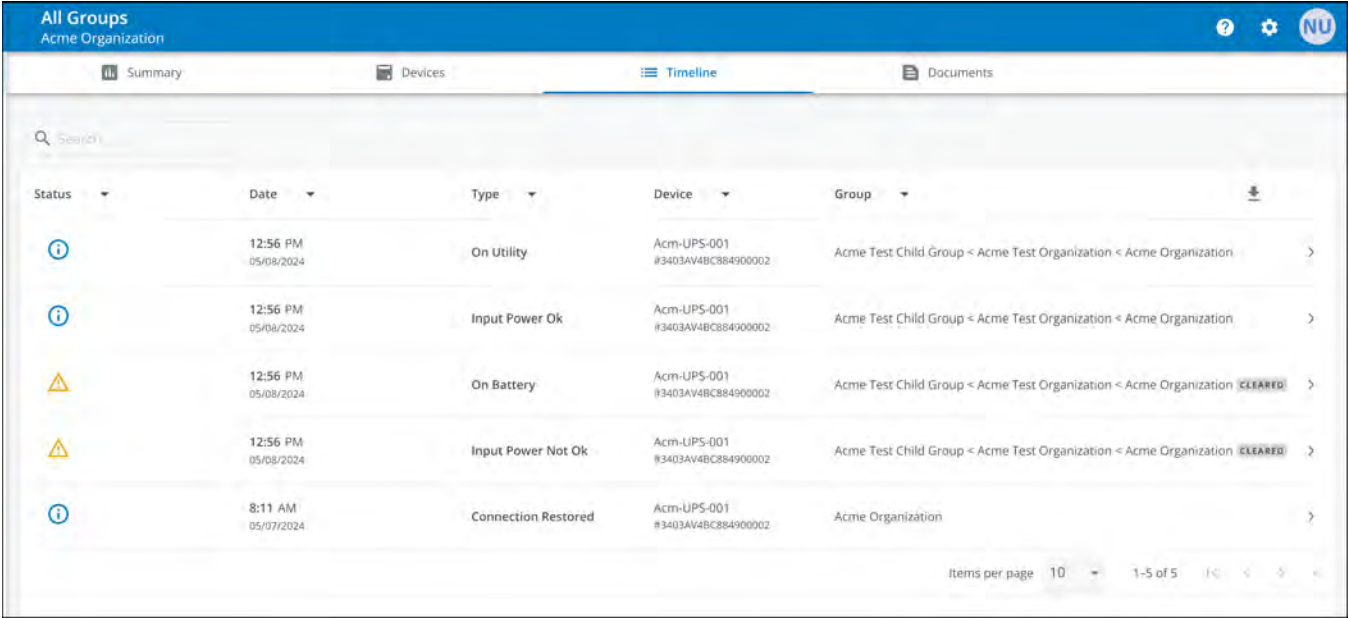 All Groups
Acme Organization
NU
Summary
Devices
Timeline
Documents
Search
Status
Date
Type
Device
Group
12:56 PM
05/08/2024
On Utility
Acm-UPS-001
#3403AV4BC884900002
Acme Test Child Group < Acme Test Organization < Acme Organization
12:56 PM
05/08/2024
Input Power Ok
Acm-UPS-001
#3403AV4BC884900002
Acme Test Child Group < Acme Test Organization < Acme Organization
12:56 PM
05/08/2024
On Battery
Acm-UPS-001
#3403AV4BC884900002
Acme Test Child Group < Acme Test Organization < Acme Organization CLEARED
12:56 PM
05/08/2024
Input Power Not Ok
Acm-UPS-001
#3403AV4BC884900002
Acme Test Child Group < Acme Test Organization < Acme Organization CLEARED
8:11 AM
05/07/2024
Connection Restored
Acm-UPS-001
#3403AV4BC884900002
Acme Organization
Items per page 10 1–5 of 5